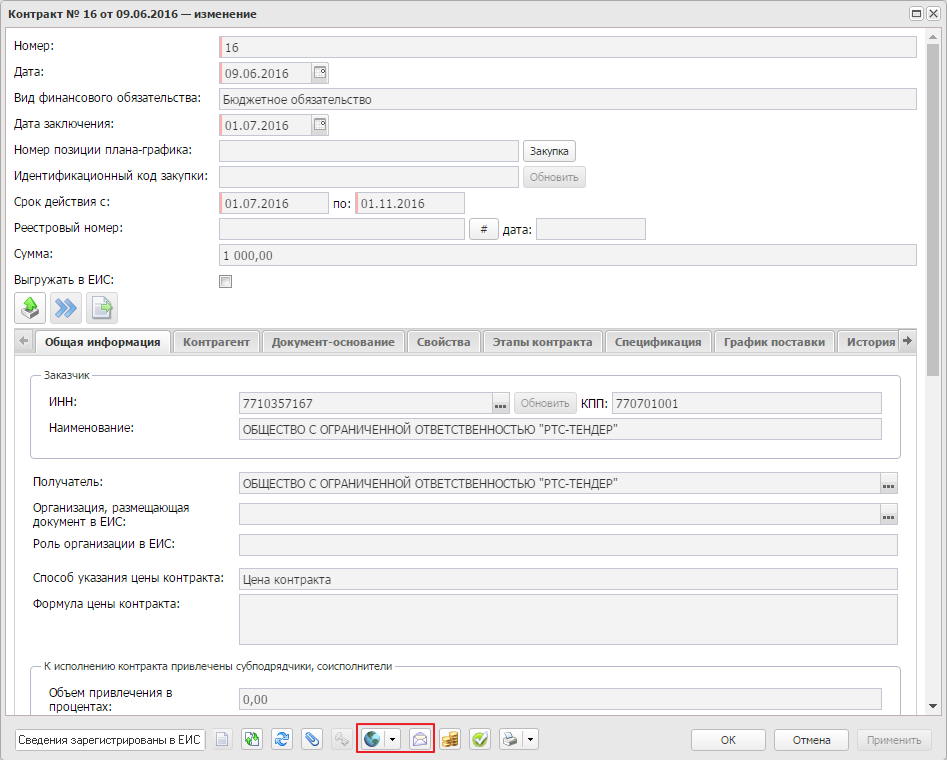 Контракт № 16 от 09.06.2016 — изменение
Номер: 16
Дата: 09.06.2016
Вид финансового обязательства: Бюджетное обязательство
Дата заключения: 01.07.2016
Номер позиции плана-графика: Закупка
Идентификационный код закупки: Обновить
Срок действия с: 01.07.2016 по: 01.11.2016
Реестровый номер: # дата:
Сумма: 1 000,00
Выгружать в ЕИС:
Общая информация Контрагент Документ-основание Свойства Этапы контракта Спецификация График поставки История
Заказчик
ИНН: 7710357167 ... Обновить КПП: 770701001
Наименование: ОБЩЕСТВО С ОГРАНИЧЕННОЙ ОТВЕТСТВЕННОСТЬЮ "РТС-ТЕНДЕР"
Получатель: ОБЩЕСТВО С ОГРАНИЧЕННОЙ ОТВЕТСТВЕННОСТЬЮ "РТС-ТЕНДЕР" ...
Организация, размещающая
документ в ЕИС: ...
Роль организации в ЕИС:
Способ указания цены контракта: Цена контракта
Формула цены контракта:
К исполнению контракта привлечены субподрядчики, соисполнители
Объем привлечения в
процентах: 0,00
Сведения зарегистрированы в ЕИС ОК Отмена Применить